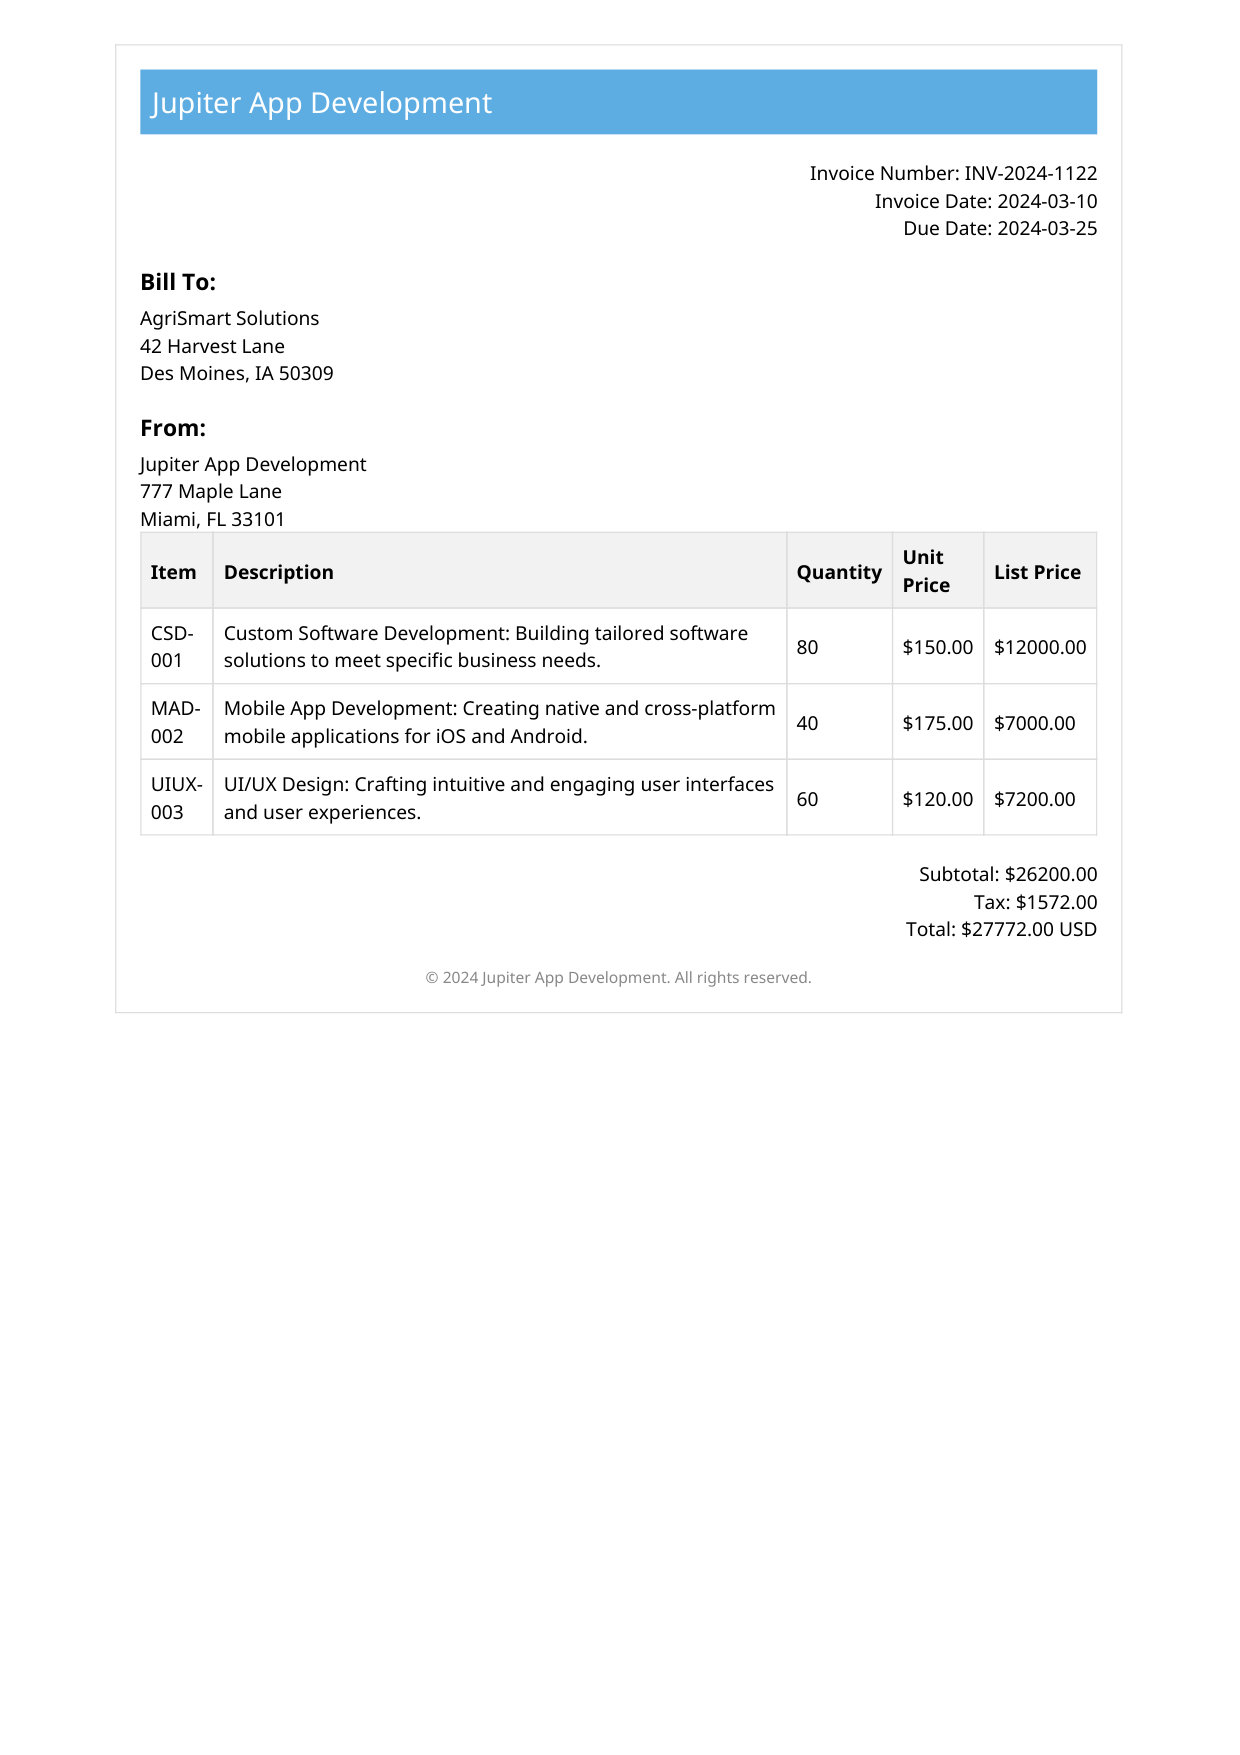 Jupiter App Development
Invoice Number: INV-2024-1122
Invoice Date: 2024-03-10
Due Date: 2024-03-25
Bill To:
AgriSmart Solutions
42 Harvest Lane
Des Moines, IA 50309
From:
Jupiter App Development
777 Maple Lane
Miami, FL 33101
Item Description Quantity Unit Price List Price
CSD-001 Custom Software Development: Building tailored software solutions to meet specific business needs. 80 $150.00 $12000.00
MAD-002 Mobile App Development: Creating native and cross-platform mobile applications for iOS and Android. 40 $175.00 $7000.00
UIUX-003 UI/UX Design: Crafting intuitive and engaging user interfaces and user experiences. 60 $120.00 $7200.00
Subtotal: $26200.00
Tax: $1572.00
Total: $27772.00 USD
© 2024 Jupiter App Development. All rights reserved.